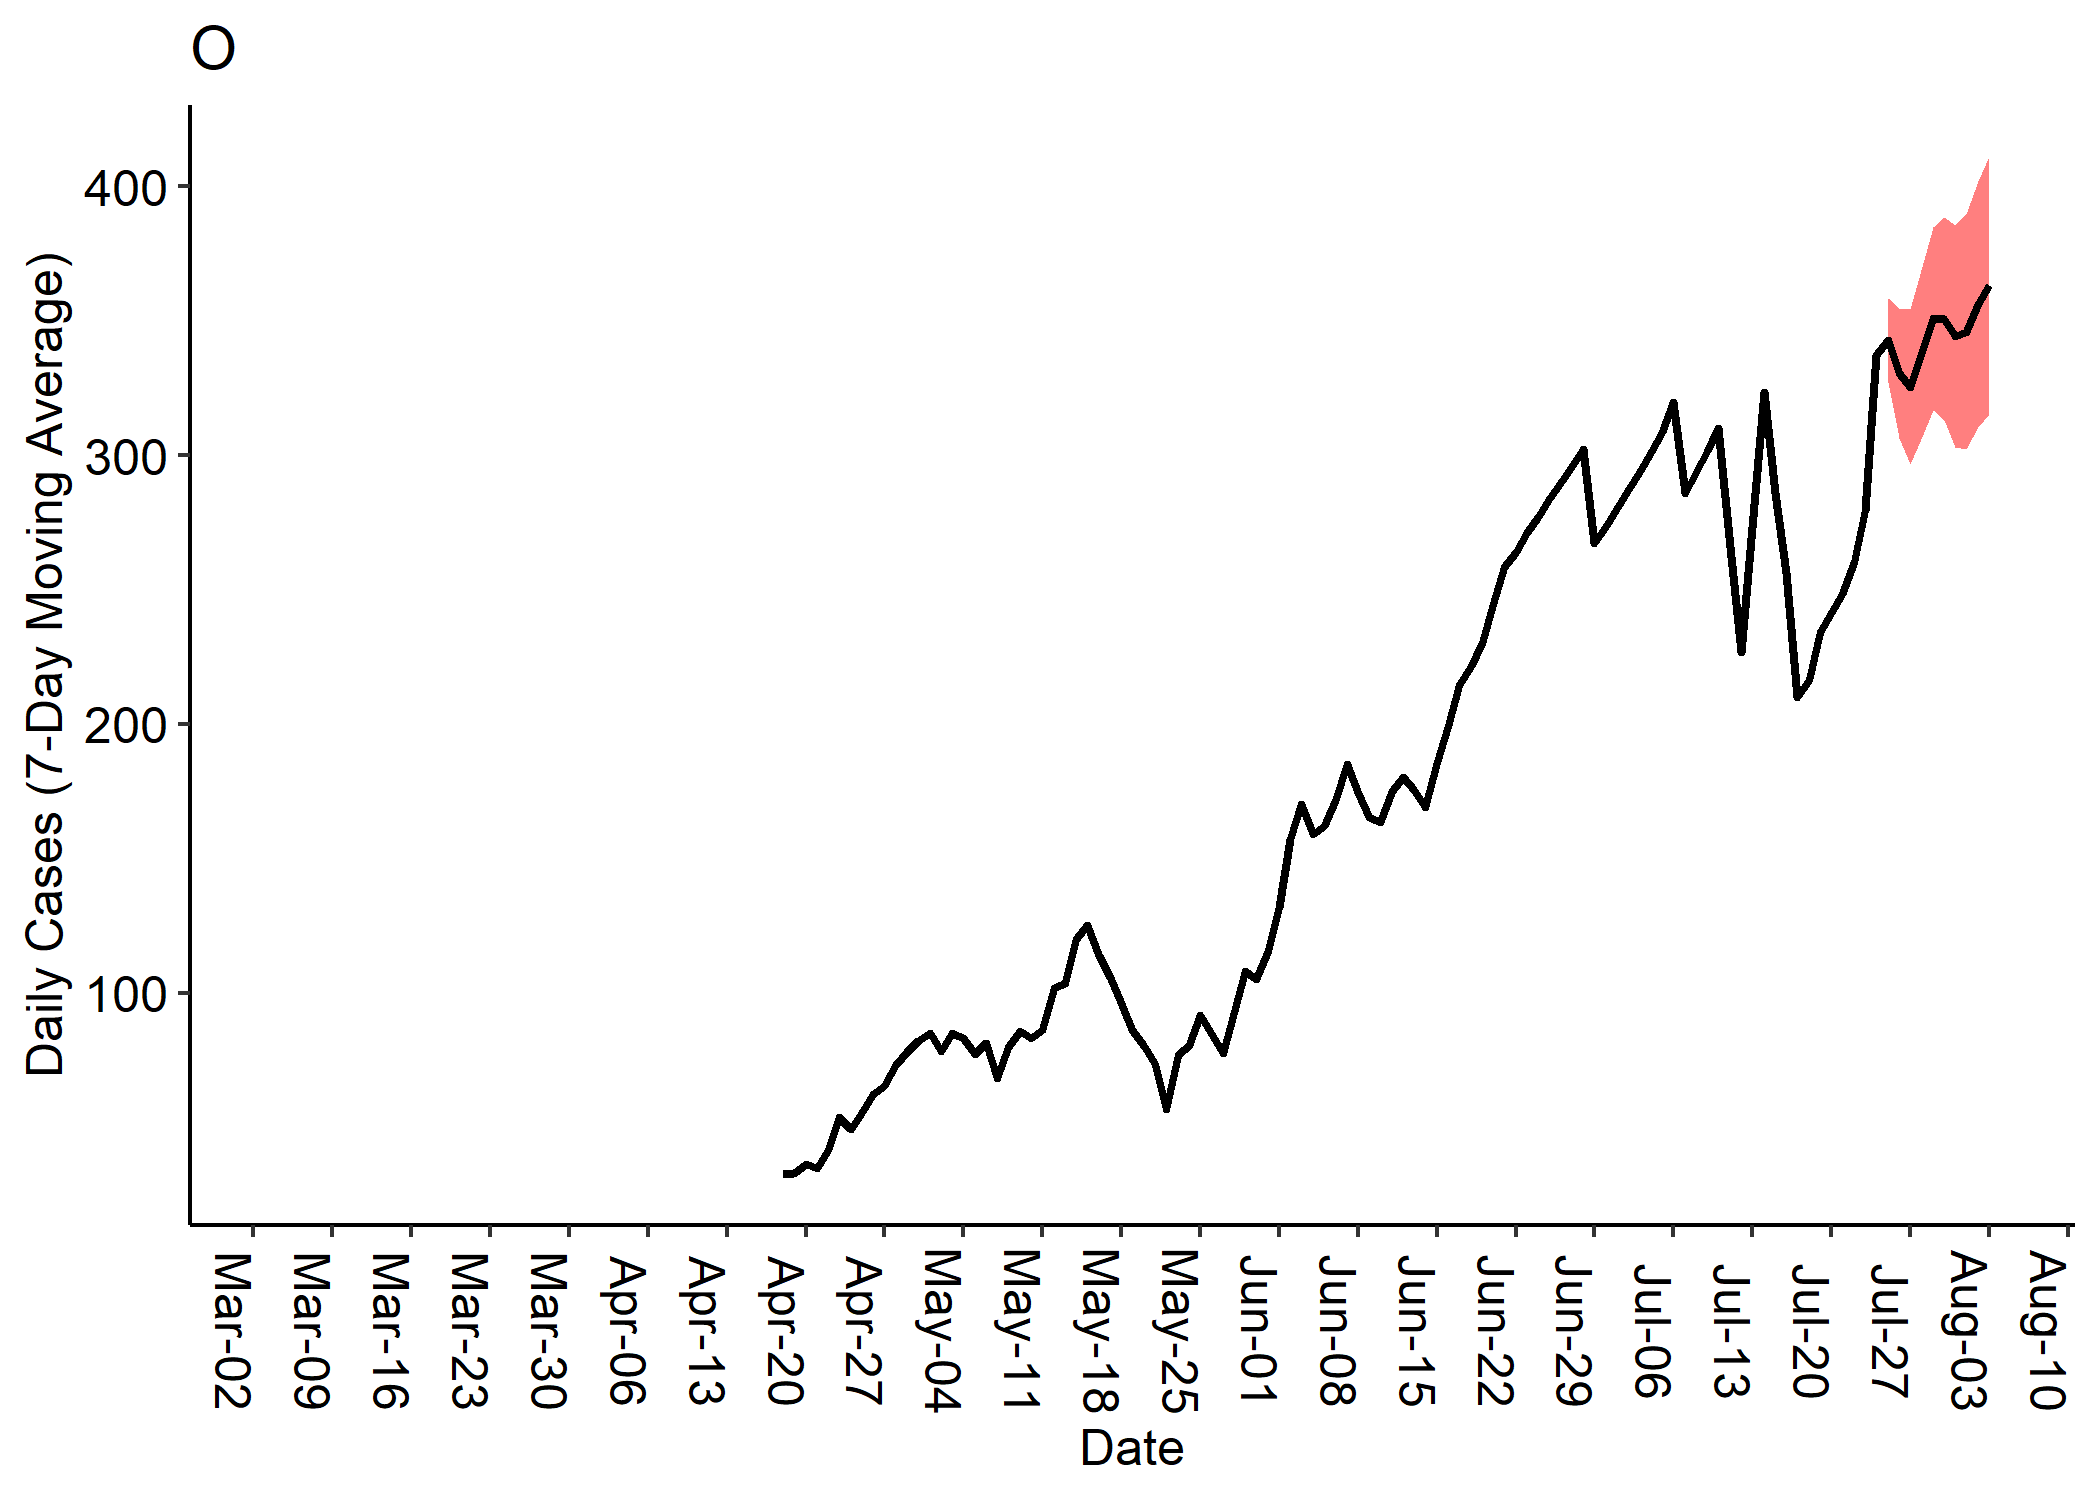 O
Daily Cases (7-Day Moving Average)
400
300
200
100
Mar-02
Mar-09
Mar-16
Mar-23
Mar-30
Apr-06
Apr-13
Apr-20
Apr-27
May-04
May-11
May-18
May-25
Jun-01
Jun-08
Jun-15
Jun-22
Jun-29
Jul-06
Jul-13
Jul-20
Jul-27
Aug-03
Aug-10
Date